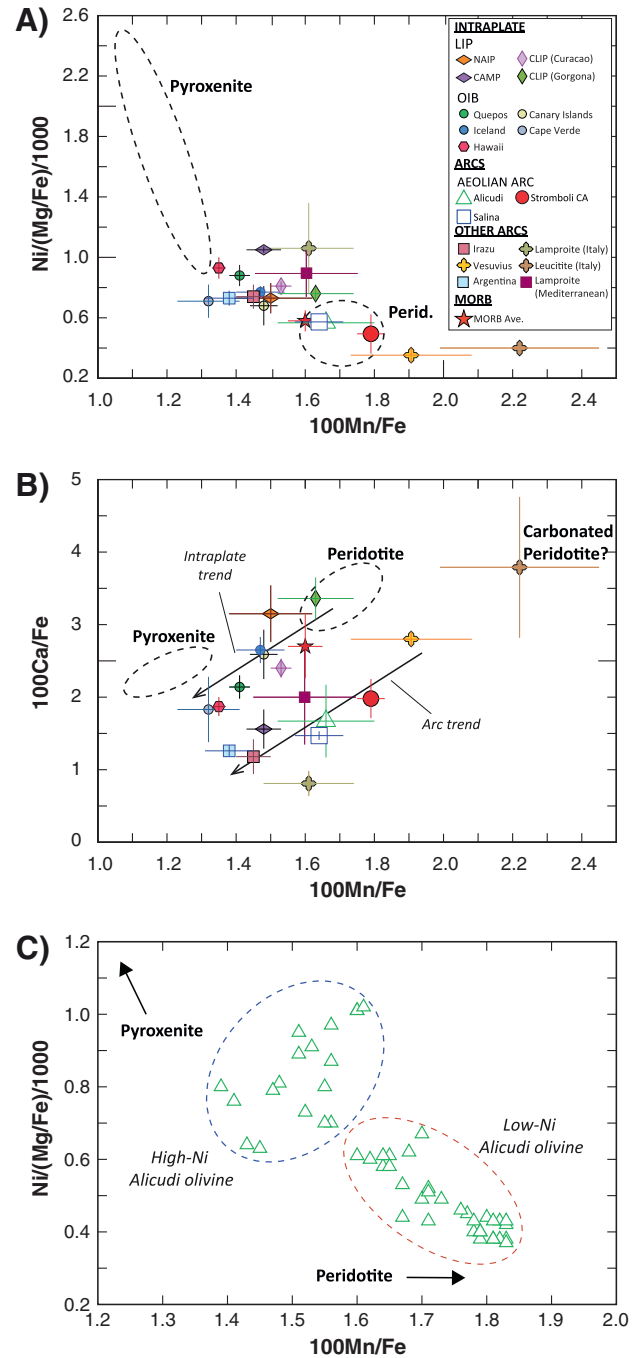 A)
2.6
2.2
1.8
1.4
1.0
0.6
0.2
Ni/(Mg/Fe)/1000
Pyroxenite
Perid.
INTRAPLATE
LIP
NAIP
CLIP (Curacao)
CAMP
CLIP (Gorgona)
OIB
Quepos
Canary Islands
Iceland
Cape Verde
Hawaii
ARCS
AEOLIAN ARC
Alicudi
Stromboli CA
Salina
OTHER ARCS
Irazu
Lamproite (Italy)
Vesuvius
Leucitite (Italy)
Argentina
Lamproite
(Mediterranean)
MORB
MORB Ave.
1.0 1.2 1.4 1.6 1.8 2.0 2.2 2.4
100Mn/Fe
B)
5
4
3
2
1
0
100Ca/Fe
Intraplate
trend
Peridotite
Carbonated
Peridotite?
Pyroxenite
Arc trend
1.0 1.2 1.4 1.6 1.8 2.0 2.2 2.4
100Mn/Fe
C)
1.2
1.0
0.8
0.6
0.4
0.2
Ni/(Mg/Fe)/1000
Pyroxenite
High-Ni
Alicudi olivine
Low-Ni
Alicudi olivine
Peridotite
1.2 1.3 1.4 1.5 1.6 1.7 1.8 1.9 2.0
100Mn/Fe